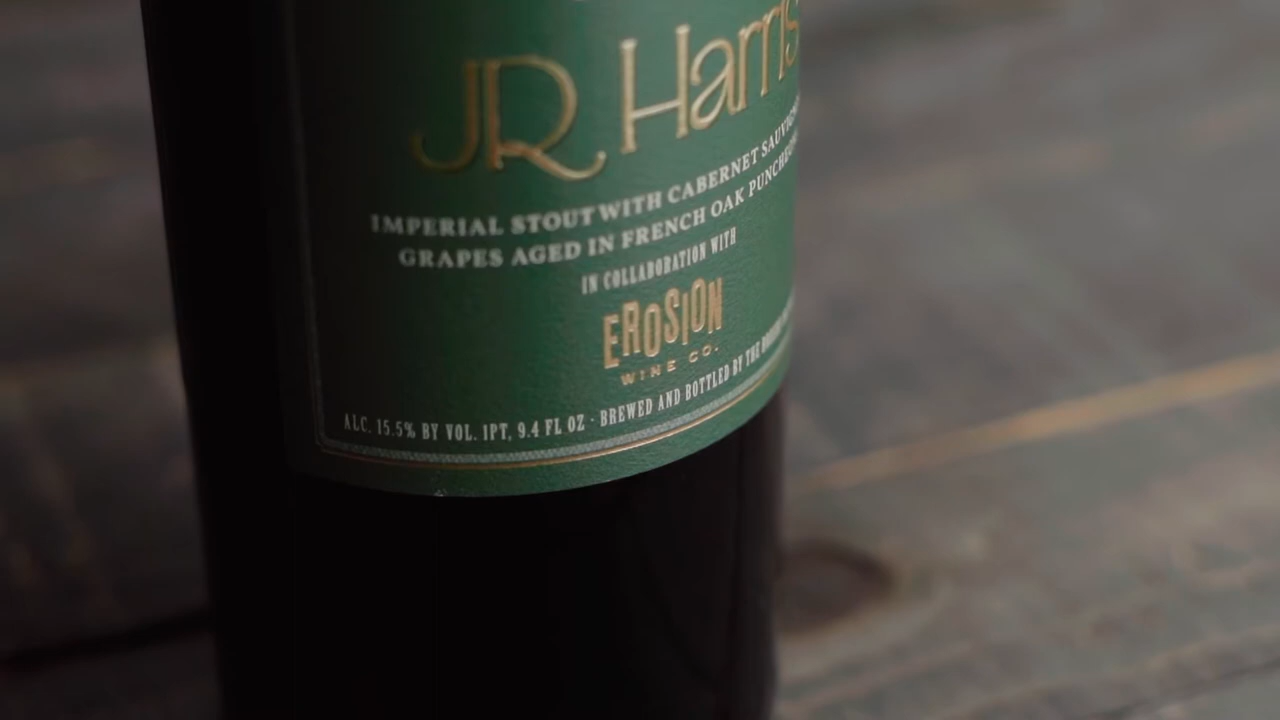 JR Harris
IMPERIAL STOUT WITH CABERNET
GRAPES AGED IN FRENCH OAK
IN COLLABORATION WITH
EROSION
WINE CO.
ALC. 15.5% BY VOL. 1PT, 9.4 FL OZ · BREWED AND BOTTLED BY THE